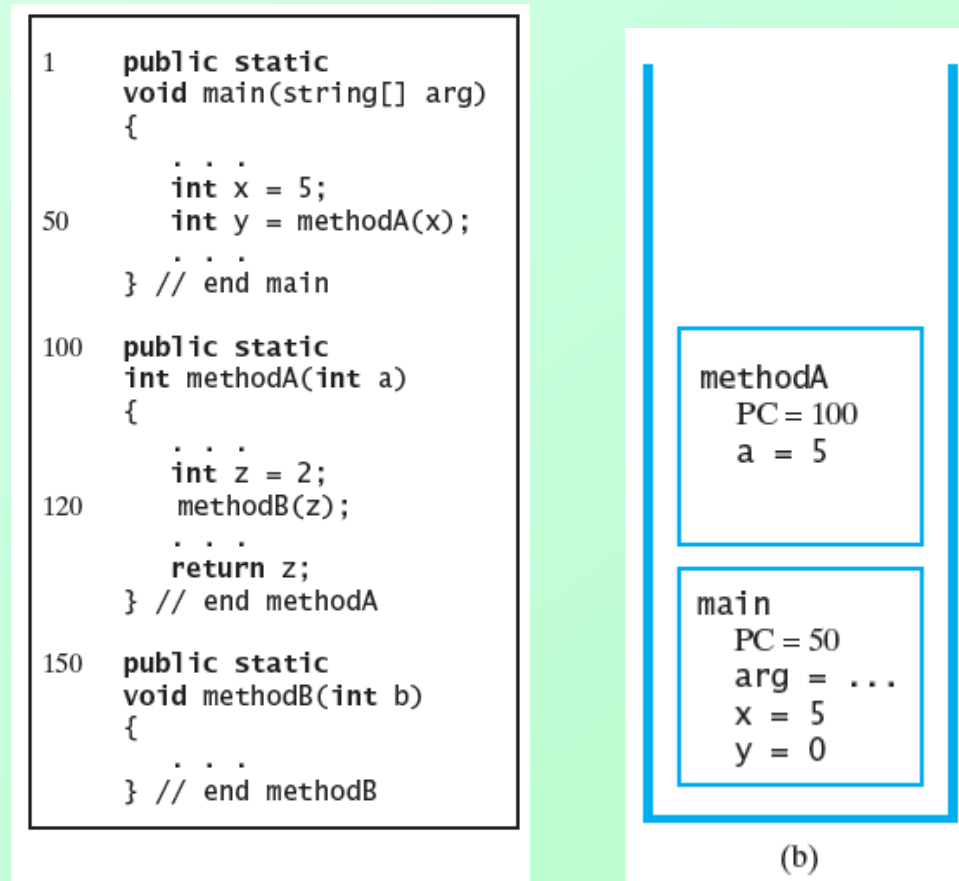 1 public static
void main(string[] arg)
{
. . .
int x = 5;
50 int y = methodA(x);
. . .
} // end main
100 public static
int methodA(int a)
{
. . .
int z = 2;
120 methodB(z);
. . .
return z;
} // end methodA
150 public static
void methodB(int b)
{
. . .
} // end methodB
methodA
PC = 100
a = 5
main
PC = 50
arg = ...
x = 5
y = 0
(b)